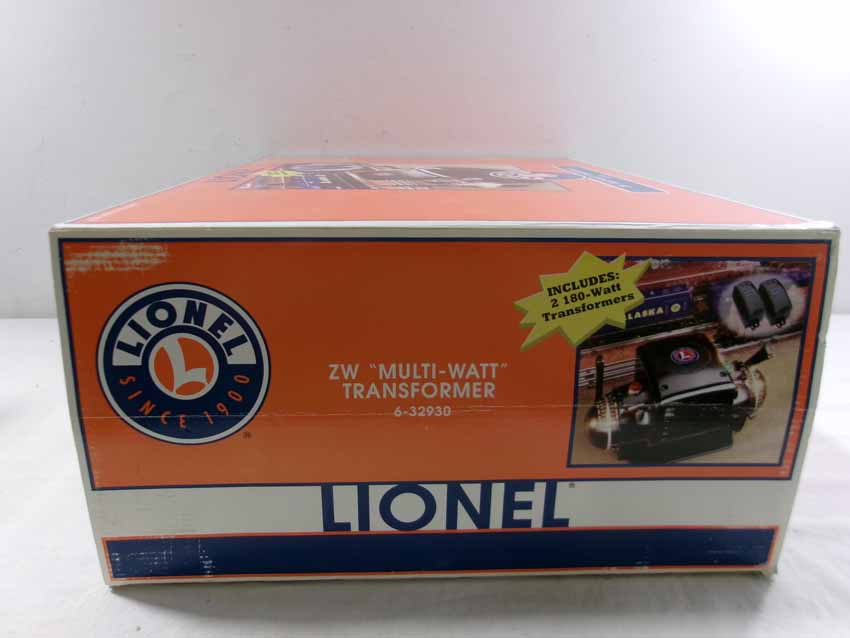 LIONEL
SINCE 1900
®
ZW "MULTI-WATT"
TRANSFORMER
6-32930
INCLUDES:
2 180-Watt
Transformers
LASKA
LIONEL®